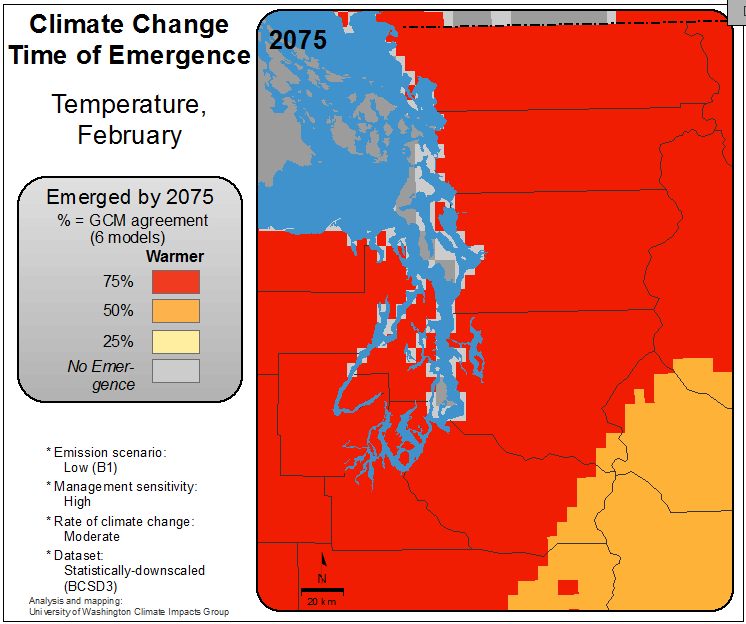 Climate Change
Time of Emergence
Temperature,
February
Emerged by 2075
% = GCM agreement
(6 models)
Warmer
75%
50%
25%
No Emer-
gence
* Emission scenario:
Low (B1)
* Management sensitivity:
High
* Rate of climate change:
Moderate
* Dataset:
Statistically-downscaled
(BCSD3)
Analysis and mapping:
University of Washington Climate Impacts Group
2075
N
20 km